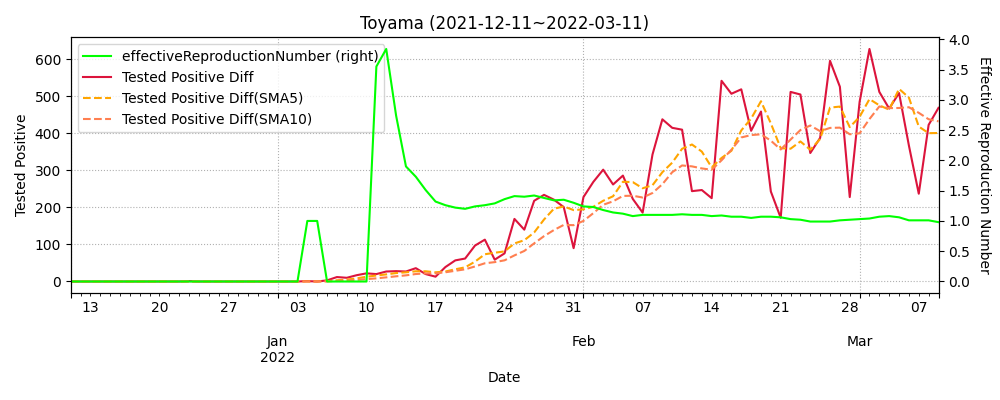 Toyama (2021-12-11~2022-03-11)
effectiveReproductionNumber (right)
Tested Positive Diff
Tested Positive Diff(SMA5)
Tested Positive Diff(SMA10)
Tested Positive
600
500
400
300
200
100
0
4.0
3.5
3.0
2.5
2.0
1.5
1.0
0.5
0.0
Effective Reproduction Number
13 20 27 03 10 17 24 31 07 14 21 28 07
Jan Feb Mar
2022
Date